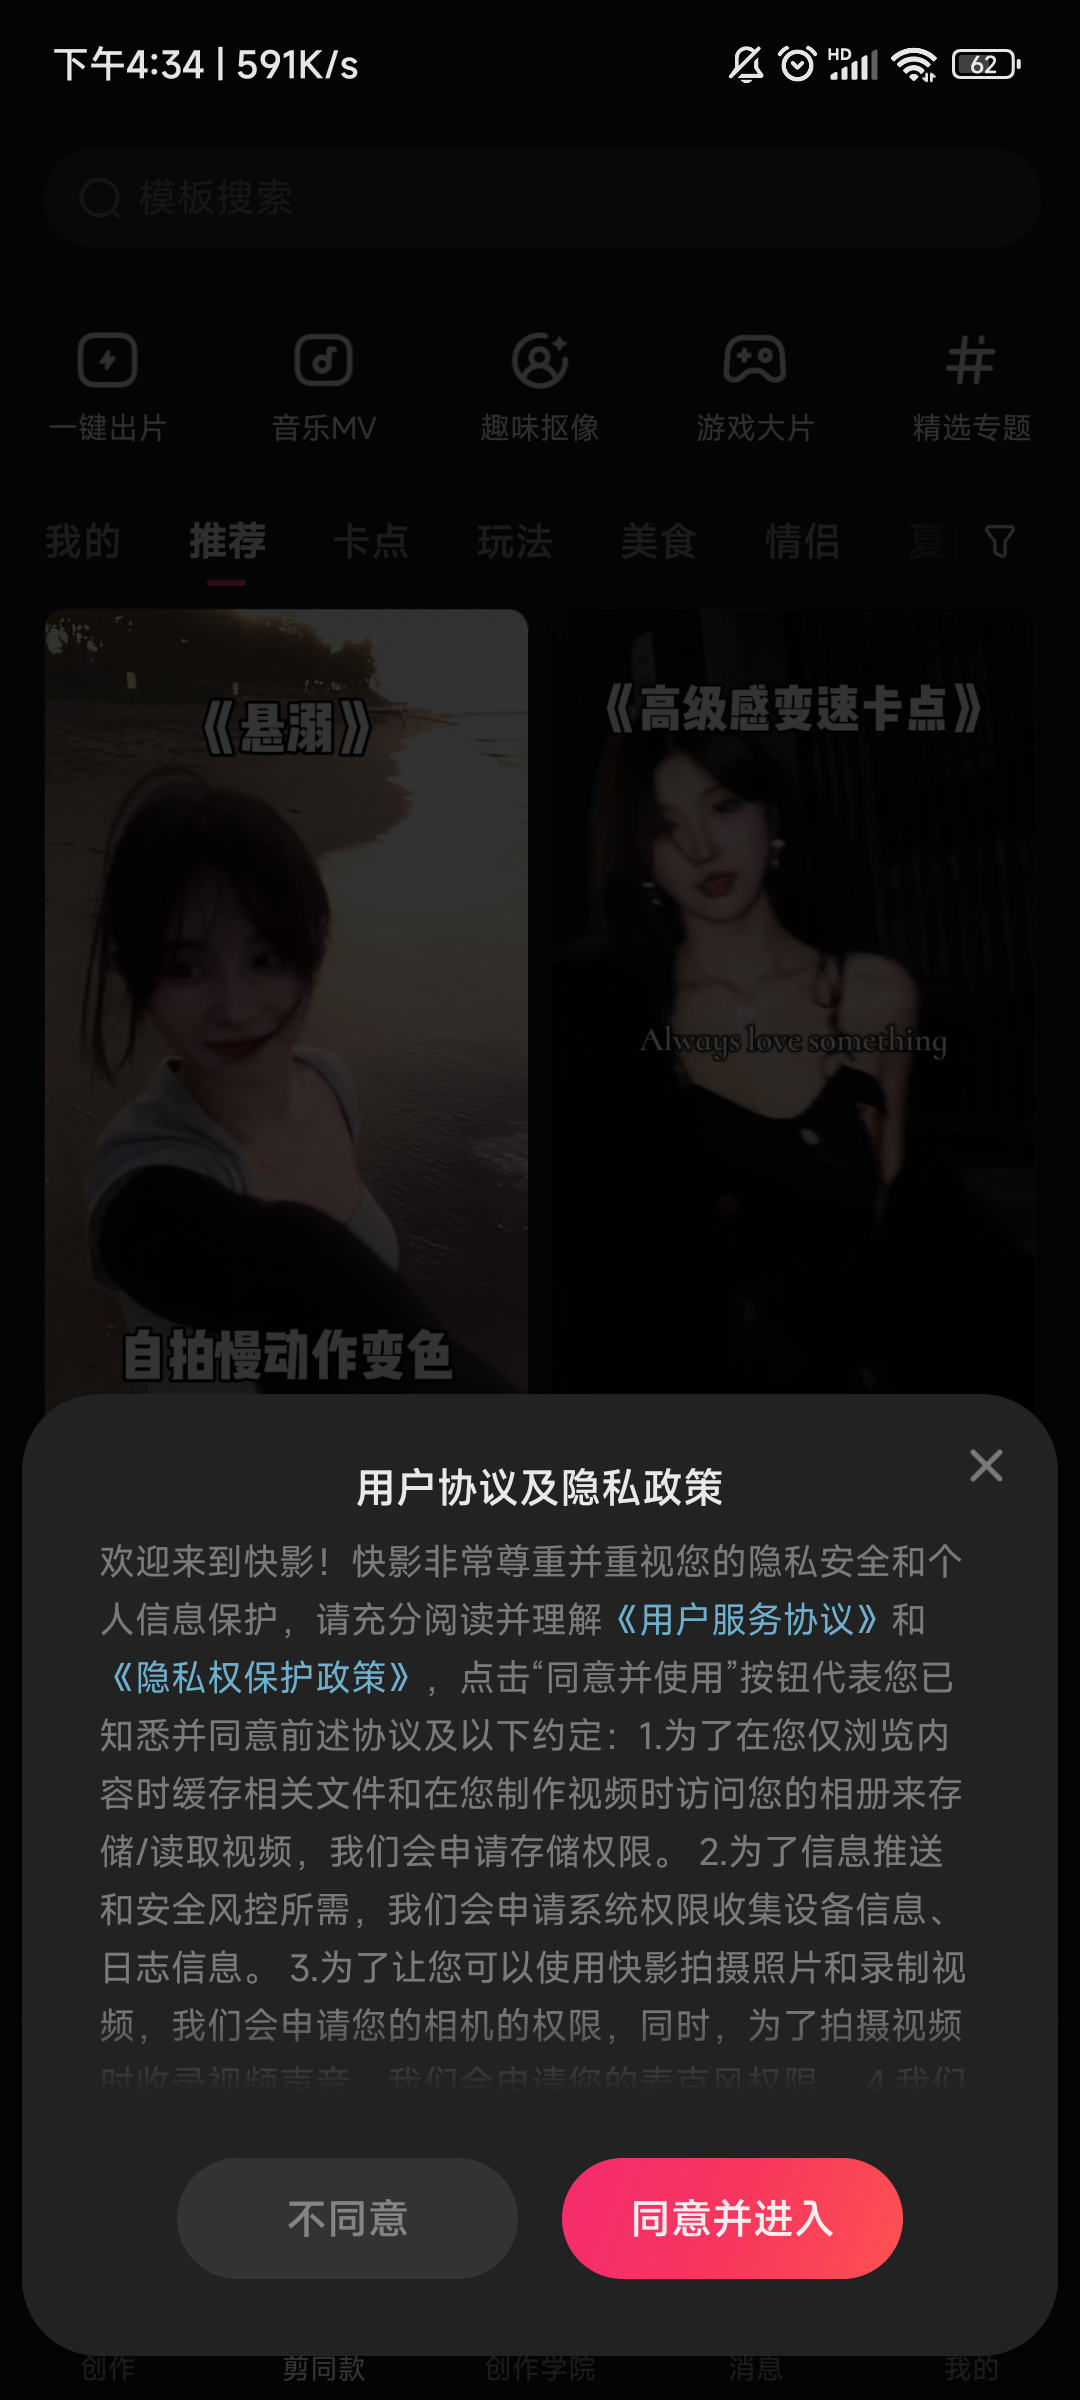 下午4:34 | 591K/s
HD
62
模板搜索
一键出片 音乐MV 趣味抠像 游戏大片 精选专题
我的 推荐 卡点 玩法 美食 情侣 夏
《悬溺》
《高级感变速卡点》
Always love something
自拍慢动作变色
用户协议及隐私政策
欢迎来到快影！快影非常尊重并重视您的隐私安全和个
人信息保护，请充分阅读并理解《用户服务协议》和
《隐私权保护政策》，点击“同意并使用”按钮代表您已
知悉并同意前述协议及以下约定：1.为了在您仅浏览内
容时缓存相关文件和在您制作视频时访问您的相册来存
储/读取视频，我们会申请存储权限。 2.为了信息推送
和安全风控所需，我们会申请系统权限收集设备信息、
日志信息。 3.为了让您可以使用快影拍摄照片和录制视
频，我们会申请您的相机的权限，同时，为了拍摄视频
时收录视频声音，我们会申请您的麦克风权限。 4.我们
不同意 同意并进入
创作 剪同款 创作学院 消息 我的